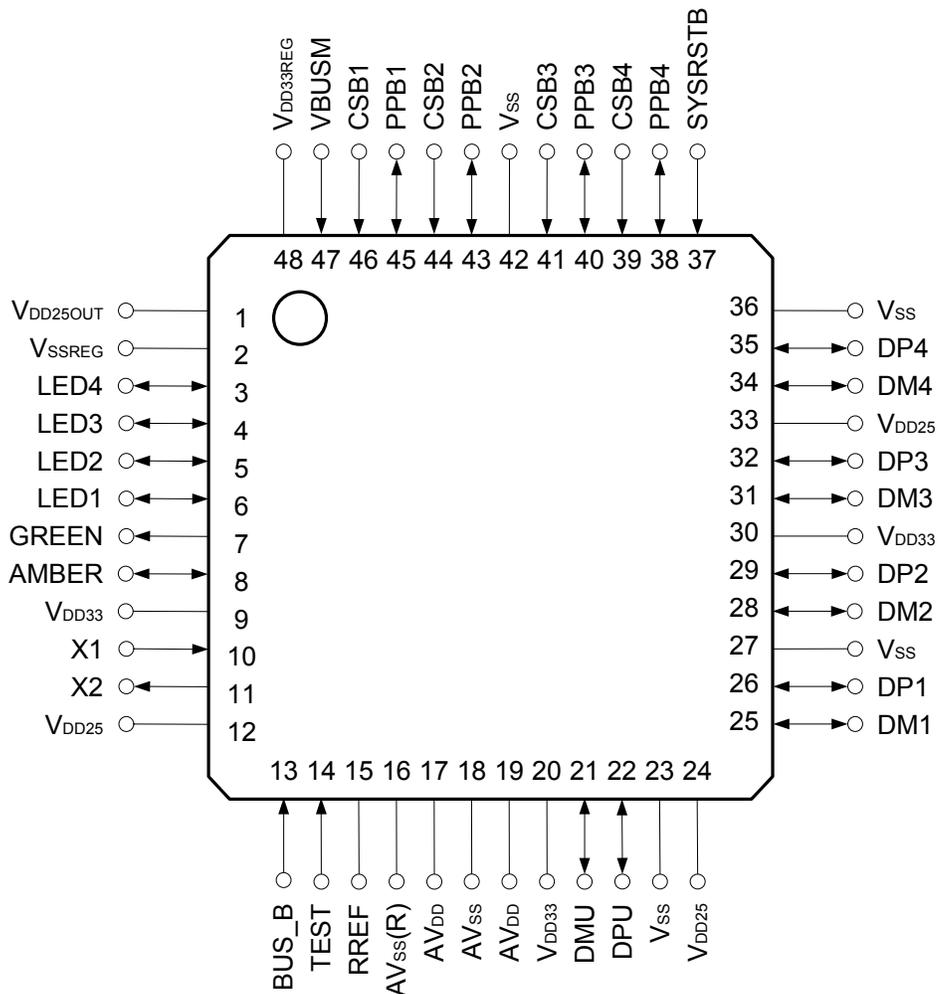 VDD33REG
VBUSM
CSB1
PPB1
CSB2
PPB2
VSS
CSB3
PPB3
CSB4
PPB4
SYSRSTB
48 47 46 45 44 43 42 41 40 39 38 37
VDD25OUT 1
VSSREG 2
LED4 3
LED3 4
LED2 5
LED1 6
GREEN 7
AMBER 8
VDD33 9
X1 10
X2 11
VDD25 12
36 VSS
35 DP4
34 DM4
33 VDD25
32 DP3
31 DM3
30 VDD33
29 DP2
28 DM2
27 VSS
26 DP1
25 DM1
13 14 15 16 17 18 19 20 21 22 23 24
BUS_B
TEST
RREF
AVSS(R)
AVDD
AVSS
AVDD
VDD33
DMU
DPU
VSS
VDD25